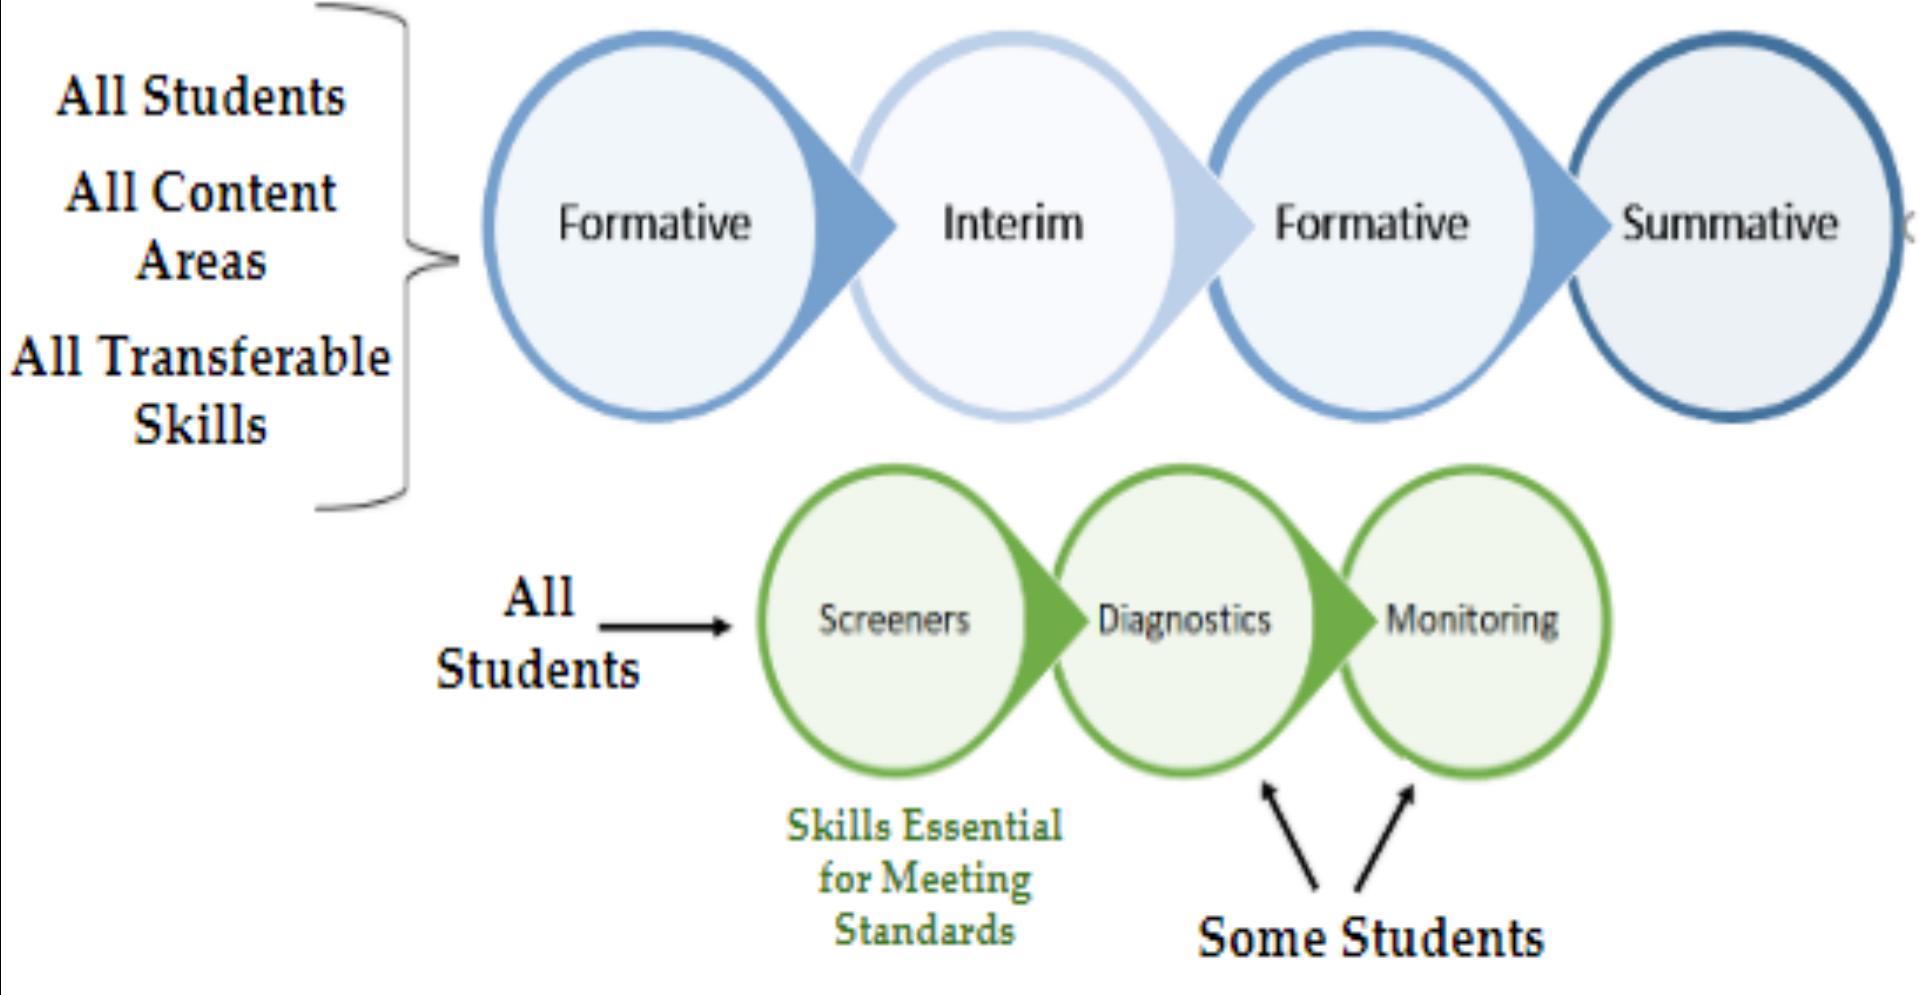 All Students
All Content
Areas
All Transferable
Skills
Formative
Interim
Formative
Summative
All
Students
Screeners
Diagnostics
Monitoring
Skills Essential
for Meeting
Standards
Some Students